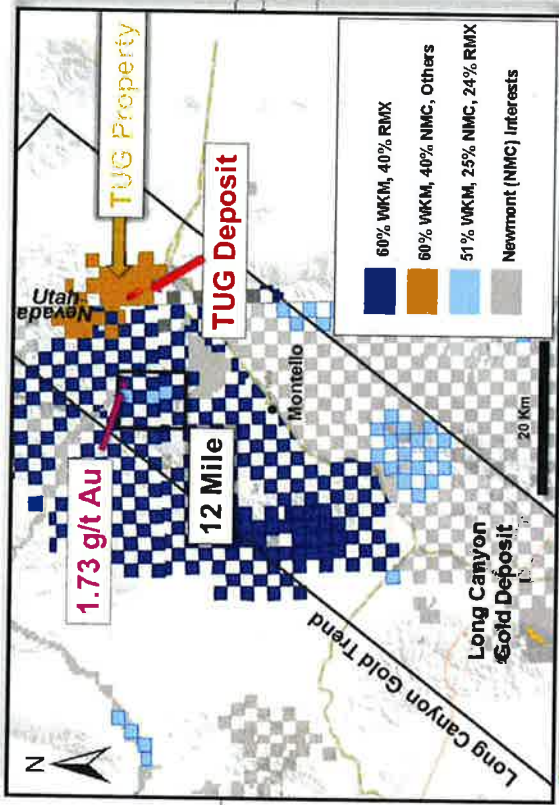 N
1.73 g/t Au
Utah
Nevada
TUG Property
TUG Deposit
12 Mile
Montello
Long Canyon Gold Trend
Long Canyon
Gold Deposit
20 Km
60% WKM, 40% RMX
60% WKM, 40% NMC, Others
51% WKM, 25% NMC, 24% RMX
Newmont (NMC) Interests